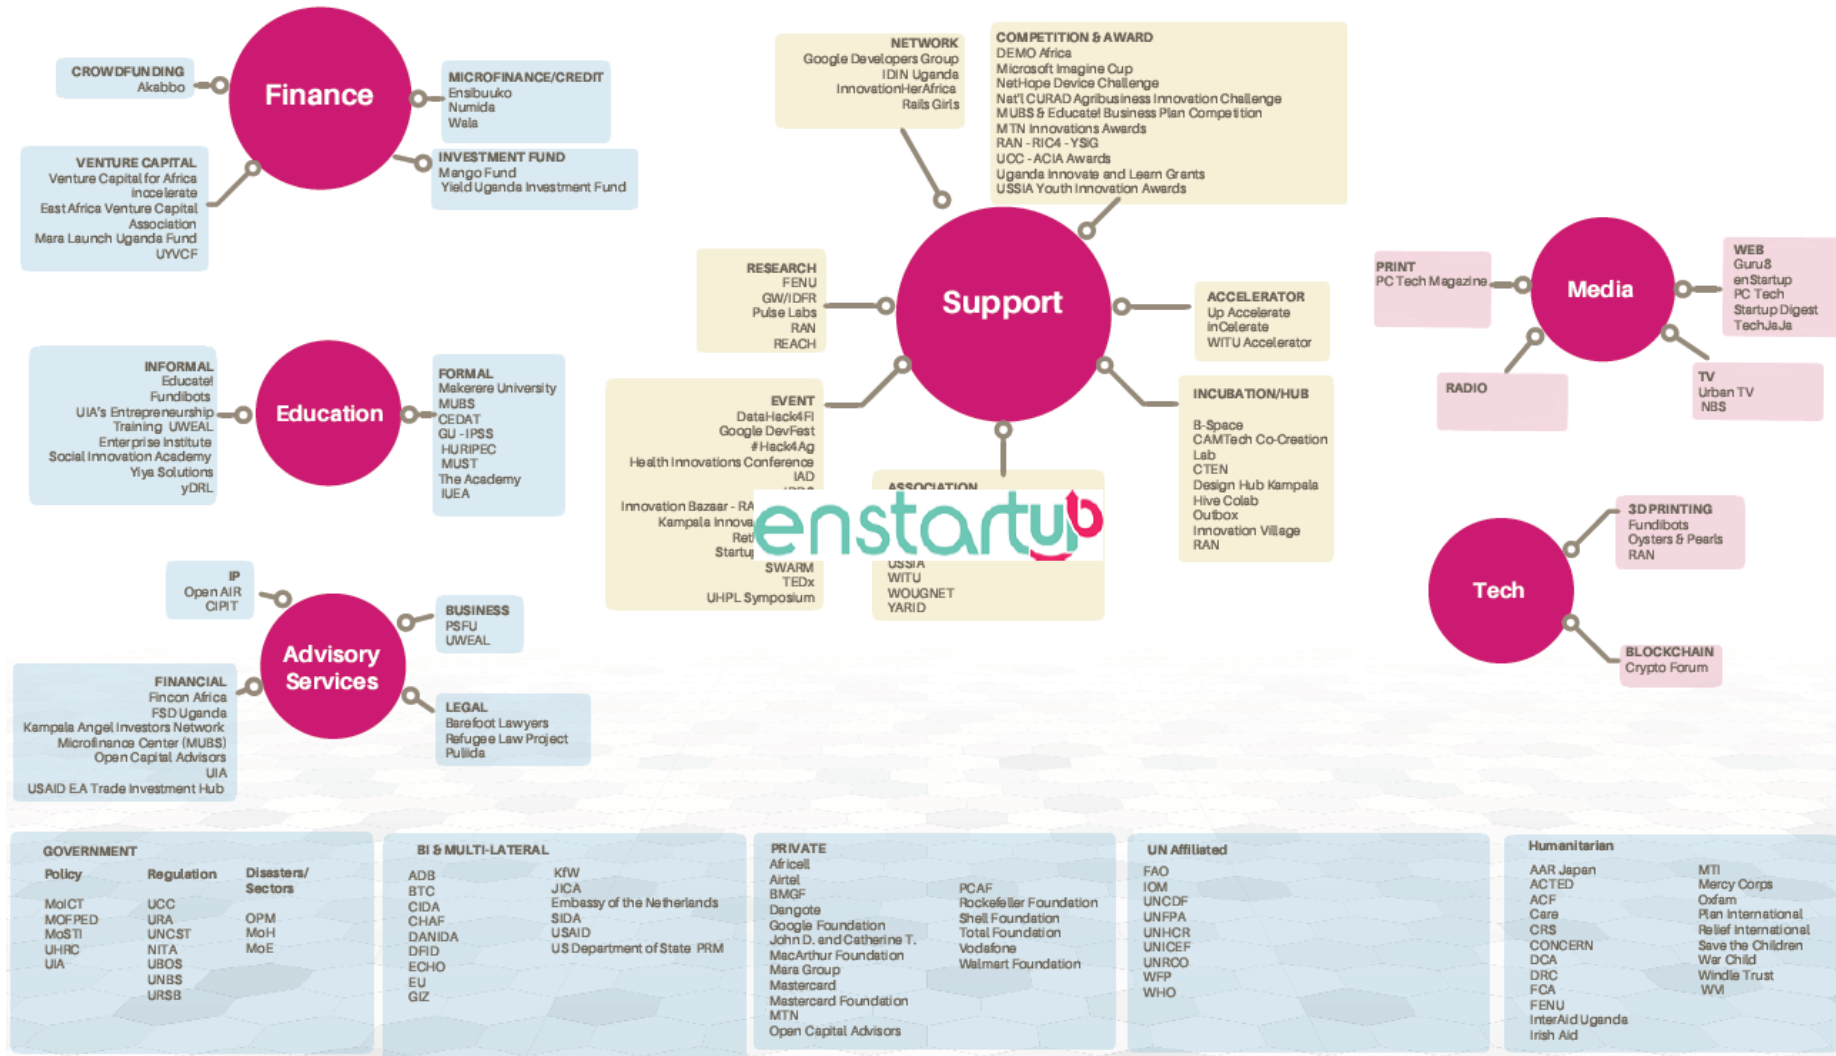 Finance
CROWDFUNDING
Akabbo
MICROFINANCE/CREDIT
Ensibuuko
Numida
Wala
VENTURE CAPITAL
Venture Capital for Africa
inccelerate
East Africa Venture Capital
Association
Mara Launch Uganda Fund
UYVCF
INVESTMENT FUND
Mango Fund
Yield Uganda Investment Fund
Education
INFORMAL
Educate!
Fundibots
UIA's Entrepreneurship
Training UWEAL
Enterprise Institute
Social Innovation Academy
Yiya Solutions
yDRL
FORMAL
Makerere University
MUBS
CEDAT
GU - IPSS
HURIPEC
MUST
The Academy
IUEA
Advisory
Services
IP
Open AIR
CIPIT
BUSINESS
PSFU
UWEAL
FINANCIAL
Fincon Africa
FSD Uganda
Kampala Angel Investors Network
Microfinance Center (MUBS)
Open Capital Advisors
UIA
USAID E.A Trade Investment Hub
LEGAL
Barefoot Lawyers
Refugee Law Project
Puliida
Support
NETWORK
Google Developers Group
IDIN Uganda
InnovationHerAfrica
Rails Girls
COMPETITION & AWARD
DEMO Africa
Microsoft Imagine Cup
NetHope Device Challenge
Nat'l CURAD Agribusiness Innovation Challenge
MUBS & Educate! Business Plan Competition
MTN Innovations Awards
RAN - RIC4 - YSIG
UCC - ACIA Awards
Uganda Innovate and Learn Grants
USSIA Youth Innovation Awards
RESEARCH
FENU
GW/IDFR
Pulse Labs
RAN
REACH
ACCELERATOR
Up Accelerate
inCelerate
WITU Accelerator
EVENT
DataHack4FI
Google DevFest
#Hack4Ag
Health Innovations Conference
IAD
Innovation Bazaar - RA
Kampala Innova
SWARM
TEDx
UHPL Symposium
ASSOCIATION
USSIA
WITU
WOUGNET
YARID
enstartup
INCUBATION/HUB
B-Space
CAMTech Co-Creation
Lab
CTEN
Design Hub Kampala
Hive Colab
Outbox
Innovation Village
RAN
Media
PRINT
PC Tech Magazine
WEB
Guru8
enStartup
PC Tech
Startup Digest
TechJaJa
RADIO
TV
Urban TV
NBS
Tech
3D PRINTING
Fundibots
Oysters & Pearls
RAN
BLOCKCHAIN
Crypto Forum
GOVERNMENT
Policy
MoICT
MOFPED
MoSTI
UHRC
UIA
Regulation
UCC
URA
UNCST
NITA
UBOS
UNBS
URSB
Disasters/
Sectors
OPM
MoH
MoE
BI & MULTI-LATERAL
ADB
BTC
CIDA
CHAF
DANIDA
DFID
ECHO
EU
GIZ
KfW
JICA
Embassy of the Netherlands
SIDA
USAID
US Department of State PRM
PRIVATE
Africell
Airtel
BMGF
Dangote
Google Foundation
John D. and Catherine T.
MacArthur Foundation
Mara Group
Mastercard
Mastercard Foundation
MTN
Open Capital Advisors
PCAF
Rockefeller Foundation
Shell Foundation
Total Foundation
Vodafone
Walmart Foundation
UN Affiliated
FAO
IOM
UNCDF
UNFPA
UNHCR
UNICEF
UNRCO
WFP
WHO
Humanitarian
AAR Japan
ACTED
ACF
Care
CRS
CONCERN
DCA
DRC
FCA
FENU
InterAid Uganda
Irish Aid
MTI
Mercy Corps
Oxfam
Plan International
Relief International
Save the Children
War Child
Windle Trust
WVI